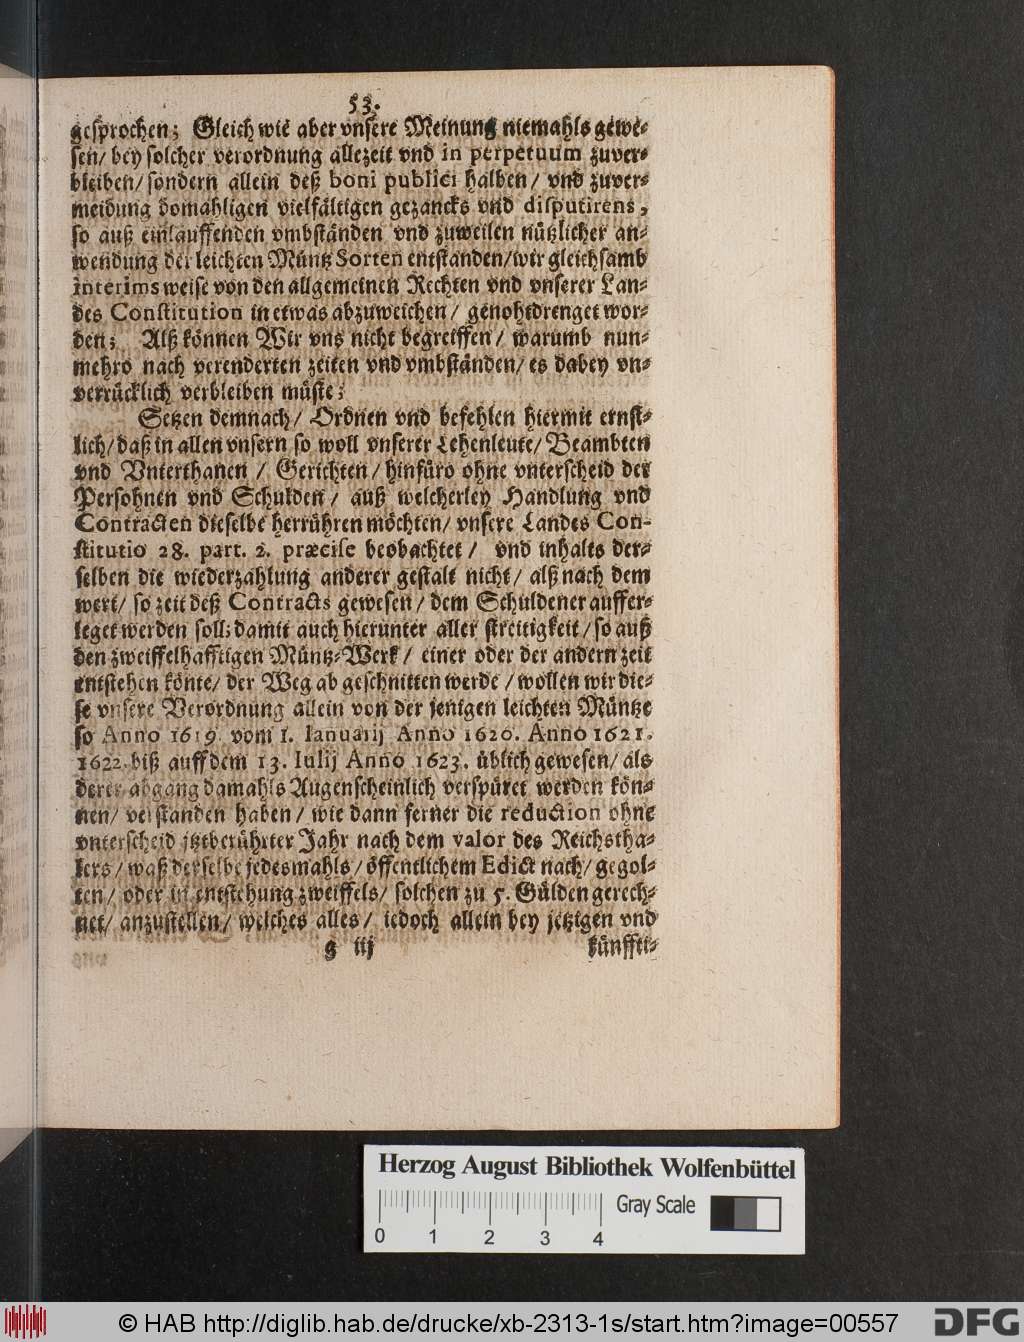 53.
gesprochen; Gleich wie aber vnsere Meinung niemahls gewe-
sen/ bey solcher verordnung allezeit vnd in perpetuum zuver-
bleiben/ sondern allein deß boni publici halben/ vnd zuver-
meidung domahligen vielfältigen gezancks vnd disputirens,
so auß einlauffenden vmbständen vnd zuweilen nützlicher an-
wendung der leichten Müntz Sorten entstanden/ wir gleichsamb
interims weise von den allgemeinen Rechten vnd vnserer Lan-
des Constitution in etwas abzuweichen/ genohtdrenget wor-
den; Alß können Wir vns nicht begreiffen/ warumb nun-
mehro nach verenderten zeiten vnd vmbständen/ es dabey vn-
verrücklich verbleiben müste;
Setzen demnach/ Ordnen vnd befehlen hiermit ernst-
lich/ daß in allen vnsern so woll vnserer Lehenleute/ Beambten
vnd Vnterthanen / Gerichten/ hinfüro ohne vnterscheid der
Persohnen vnd Schulden/ auß welcherley Handlung vnd
Contracten dieselbe herrühren möchten/ vnsere Landes Con-
stitutio 28. part. 2. præcise beobachtet / vnd inhalts der-
selben die wiederzahlung anderer gestalt nicht/ alß nach dem
wert/ so zeit deß Contracts gewesen/ dem Schuldener auffer-
leget werden soll; damit auch hierunter aller streitigkeit/ so auß
den zweiffelhafftigen Müntz-Werk/ einer oder der andern zeit
entstehen könte/ der Weg abgeschnitten werde / wollen wir die-
se vnsere Verordnung allein von der jenigen leichten Müntze
so Anno 1619. vom 1. Ianuarij Anno 1620. Anno 1621.
1622. biß auff dem 13. Iulij Anno 1623. üblich gewesen/ als
derer abgang damahls Augenscheinlich verspüret werden kön-
nen/ verstanden haben/ wie dann ferner die reduction ohne
vnterscheid jtztberührter Jahr nach dem valor des Reichstha-
lers/ waß derselbe jedesmahls/ öffentlichem Edict nach/ gegol-
ten/ oder in entstehung zweiffels/ solchen zu 5. Gülden gerech-
net/ anzustellen/ welches alles/ iedoch allein bey jetzigen vnd
g iij künffti-
Herzog August Bibliothek Wolfenbüttel
Gray Scale
0 1 2 3 4
© HAB http://diglib.hab.de/drucke/xb-2313-1s/start.htm?image=00557
DFG